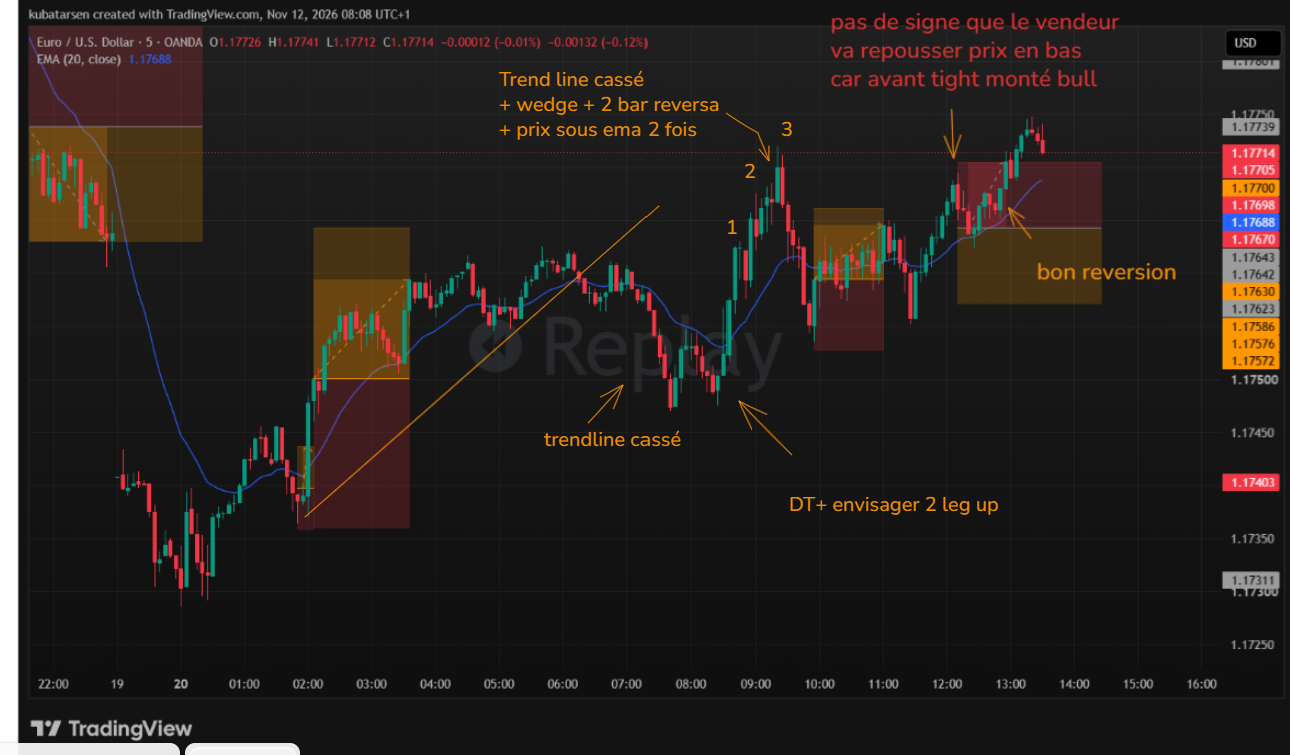 kubatarsen created with TradingView.com, Nov 12, 2026 08:08 UTC+1
Euro / U.S. Dollar · 5 · OANDA O1.17726 H1.17741 L1.17712 C1.17714 -0.00012 (-0.01%) -0.00132 (-0.12%)
EMA (20, close) 1.17688
pas de signe que le vendeur
va repousser prix en bas
car avant tight monté bull
Trend line cassé
+ wedge + 2 bar reversa
+ prix sous ema 2 fois
3
2
1
Replay
bon reversion
trendline cassé
DT+ envisager 2 leg up
USD
1.17801
1.17750
1.17739
1.17714
1.17705
1.17700
1.17698
1.17688
1.17670
1.17643
1.17642
1.17630
1.17623
1.17586
1.17576
1.17572
1.17500
1.17450
1.17403
1.17350
1.17311
1.17300
1.17250
22:00 19 20 01:00 02:00 03:00 04:00 05:00 06:00 07:00 08:00 09:00 10:00 11:00 12:00 13:00 14:00 15:00 16:00
TradingView